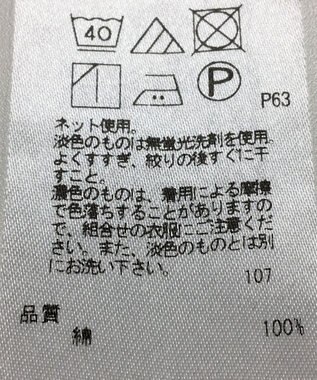 40
P
P63
ネット使用。
淡色のものは無蛍光洗剤を使用。
よくすすぎ、絞りの後すぐに干
すこと。
濃色のものは、着用による摩擦
で色落ちすることがありますの
で、組合せの衣服にご注意くだ
さい。また、淡色のものとは別
にお洗い下さい。
107
品質
綿 100%